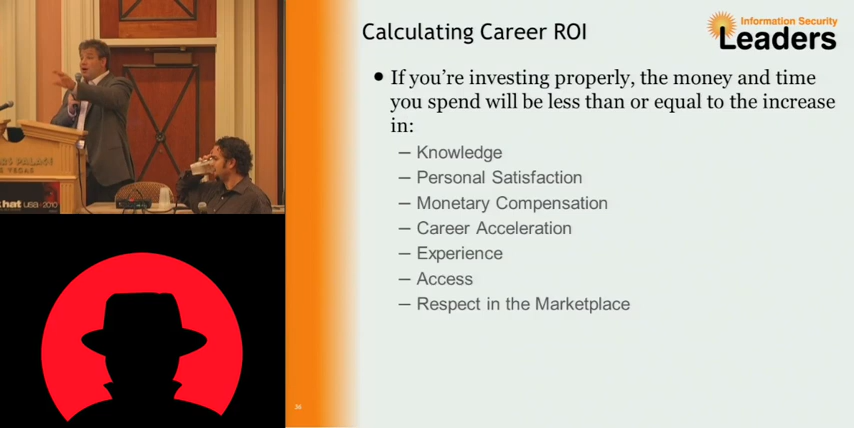 Calculating Career ROI
Information Security
Leaders
● If you're investing properly, the money and time
you spend will be less than or equal to the increase
in:
– Knowledge
– Personal Satisfaction
– Monetary Compensation
– Career Acceleration
– Experience
– Access
– Respect in the Marketplace
36
PALACE
VEGAS
hat USA 2010